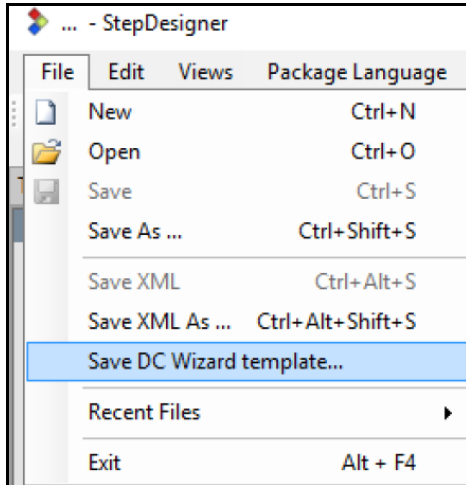 ... - StepDesigner
File Edit Views Package Language
New Ctrl+N
Open Ctrl+O
Save Ctrl+S
Save As ... Ctrl+Shift+S
Save XML Ctrl+Alt+S
Save XML As ... Ctrl+Alt+Shift+S
Save DC Wizard template...
Recent Files
Exit Alt + F4